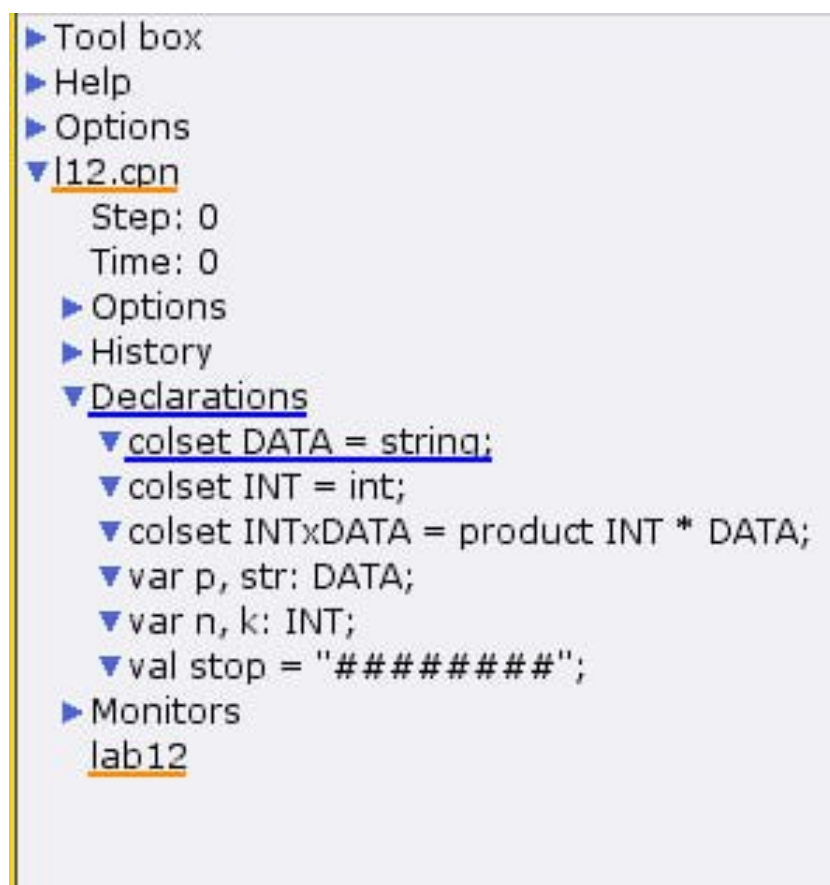 Tool box
Help
Options
l12.cpn
Step: 0
Time: 0
Options
History
Declarations
colset DATA = string;
colset INT = int;
colset INTxDATA = product INT * DATA;
var p, str: DATA;
var n, k: INT;
val stop = "########";
Monitors
lab12